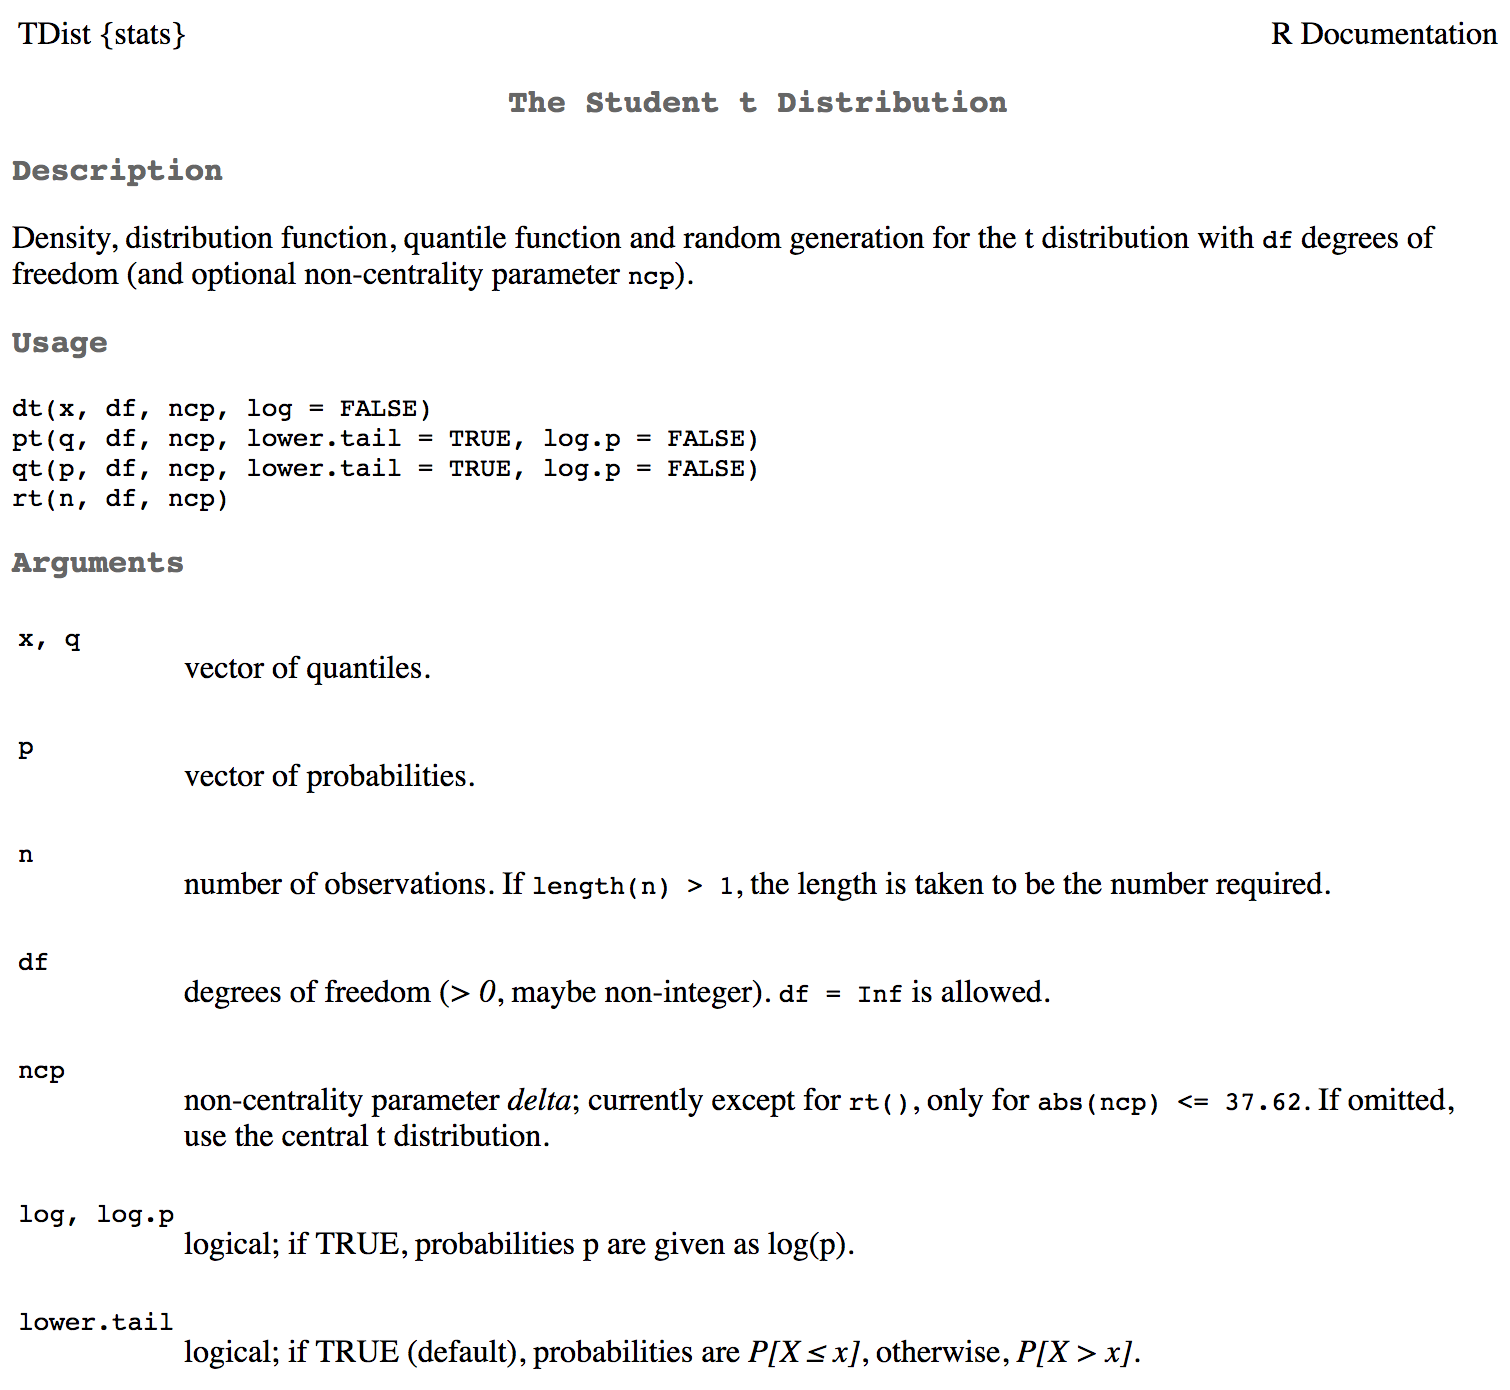 TDist {stats}
R Documentation
The Student t Distribution
Description
Density, distribution function, quantile function and random generation for the t distribution with df degrees of
freedom (and optional non-centrality parameter ncp).
Usage
dt(x, df, ncp, log = FALSE)
pt(q, df, ncp, lower.tail = TRUE, log.p = FALSE)
qt(p, df, ncp, lower.tail = TRUE, log.p = FALSE)
rt(n, df, ncp)
Arguments
x, q
vector of quantiles.
p
vector of probabilities.
n
number of observations. If length(n) > 1, the length is taken to be the number required.
df
degrees of freedom (> 0, maybe non-integer). df = Inf is allowed.
ncp
non-centrality parameter delta; currently except for rt(), only for abs(ncp) <= 37.62. If omitted,
use the central t distribution.
log, log.p
logical; if TRUE, probabilities p are given as log(p).
lower.tail
logical; if TRUE (default), probabilities are P[X ≤ x], otherwise, P[X > x].